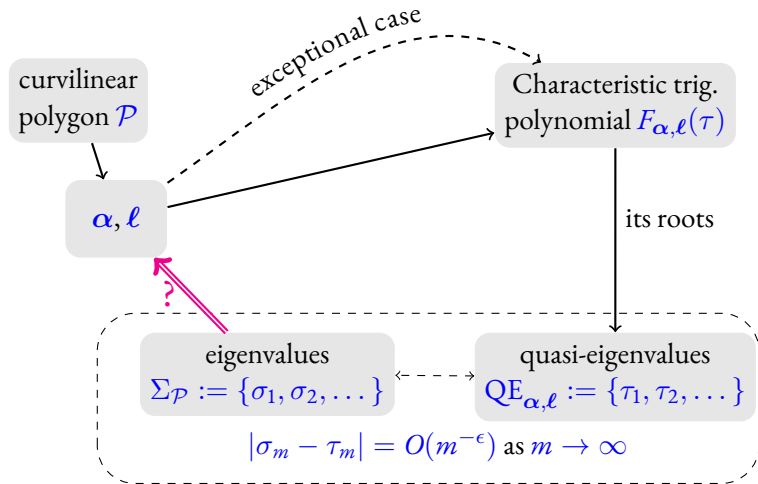 exceptional case
curvilinear
polygon 𝒫
Characteristic trig.
polynomial F_{α,ℓ}(τ)
α, ℓ
its roots
?
eigenvalues
Σ_𝒫 := {σ₁, σ₂, . . . }
quasi-eigenvalues
QE_{α,ℓ} := {τ₁, τ₂, . . . }
|σ_m − τ_m| = O(m^{−ϵ}) as m → ∞